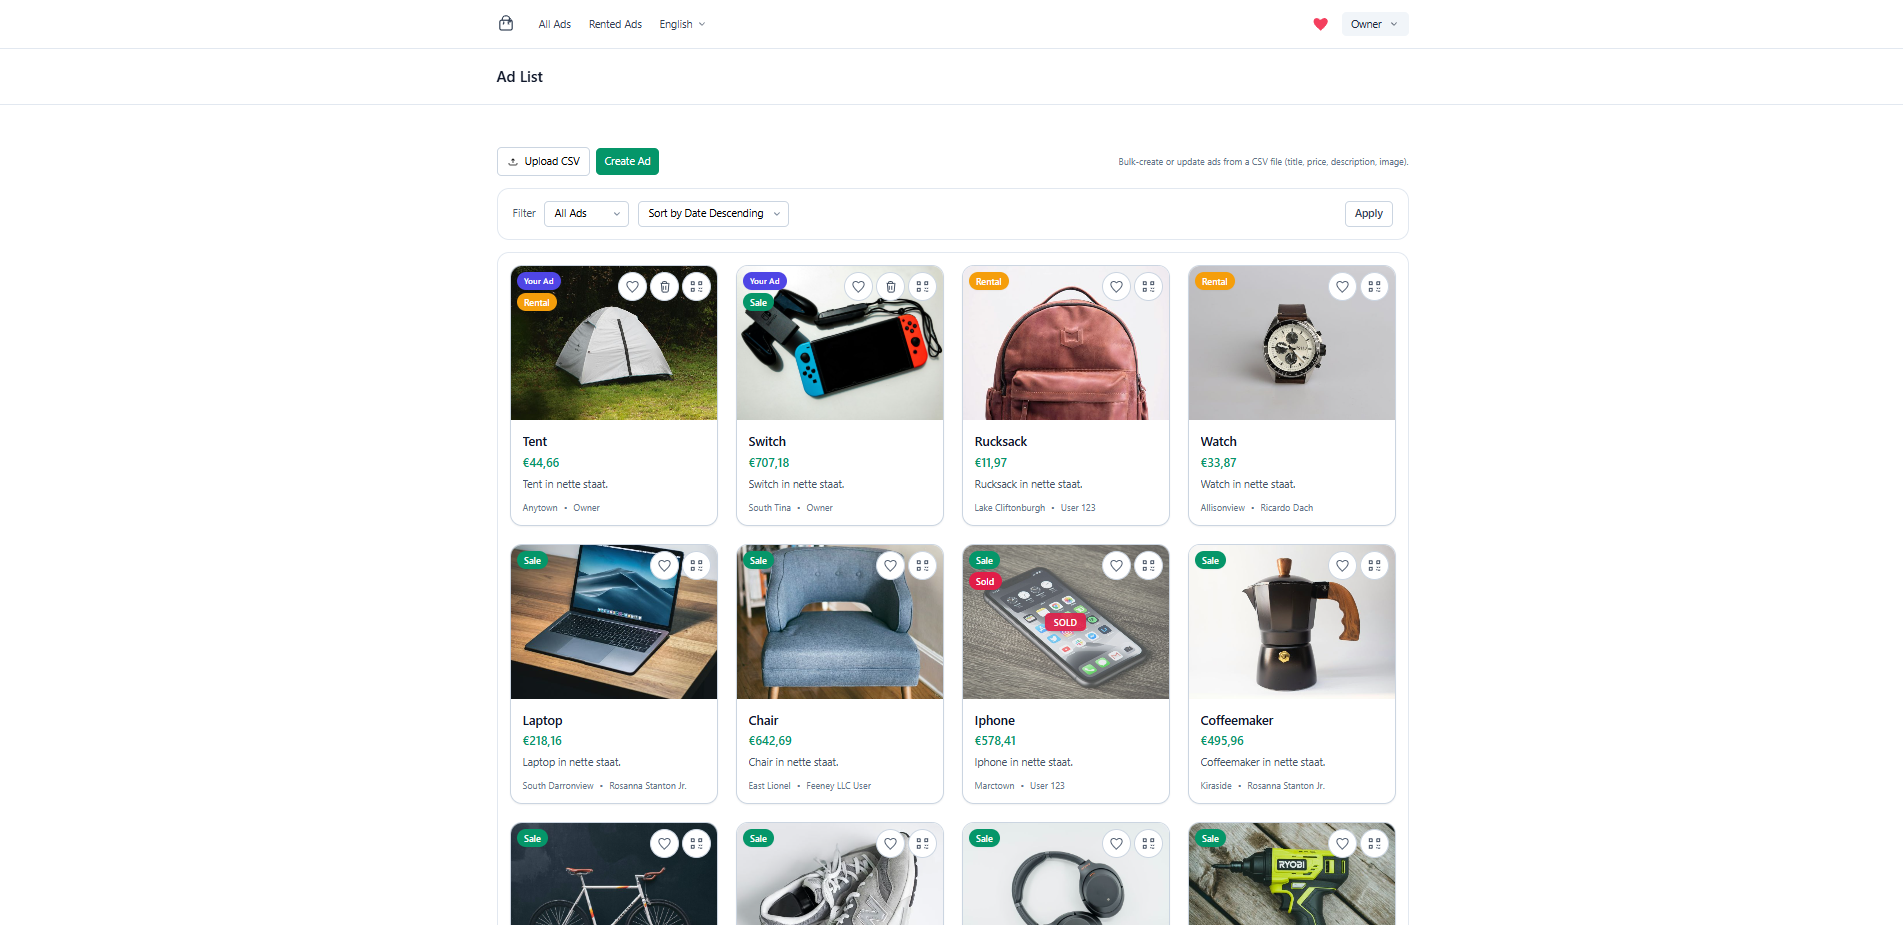 All Ads Rented Ads English Owner
Ad List
Upload CSV Create Ad Bulk-create or update ads from a CSV file (title, price, description, image).
Filter All Ads Sort by Date Descending Apply
Your Ad
Rental
Tent
€44,66
Tent in nette staat.
Anytown • Owner
Your Ad
Sale
Switch
€707,18
Switch in nette staat.
South Tina • Owner
Rental
Rucksack
€11,97
Rucksack in nette staat.
Lake Cliftonburgh • User 123
Rental
Watch
€33,87
Watch in nette staat.
Allisonview • Ricardo Dach
Sale
Laptop
€218,16
Laptop in nette staat.
South Darronview • Rosanna Stanton Jr.
Sale
Chair
€642,69
Chair in nette staat.
East Lionel • Feeney LLC User
Sale
Sold
SOLD
Iphone
€578,41
Iphone in nette staat.
Marctown • User 123
Sale
Coffeemaker
€495,96
Coffeemaker in nette staat.
Kiraside • Rosanna Stanton Jr.
Sale
Sale
Sale
Sale
RYOBI